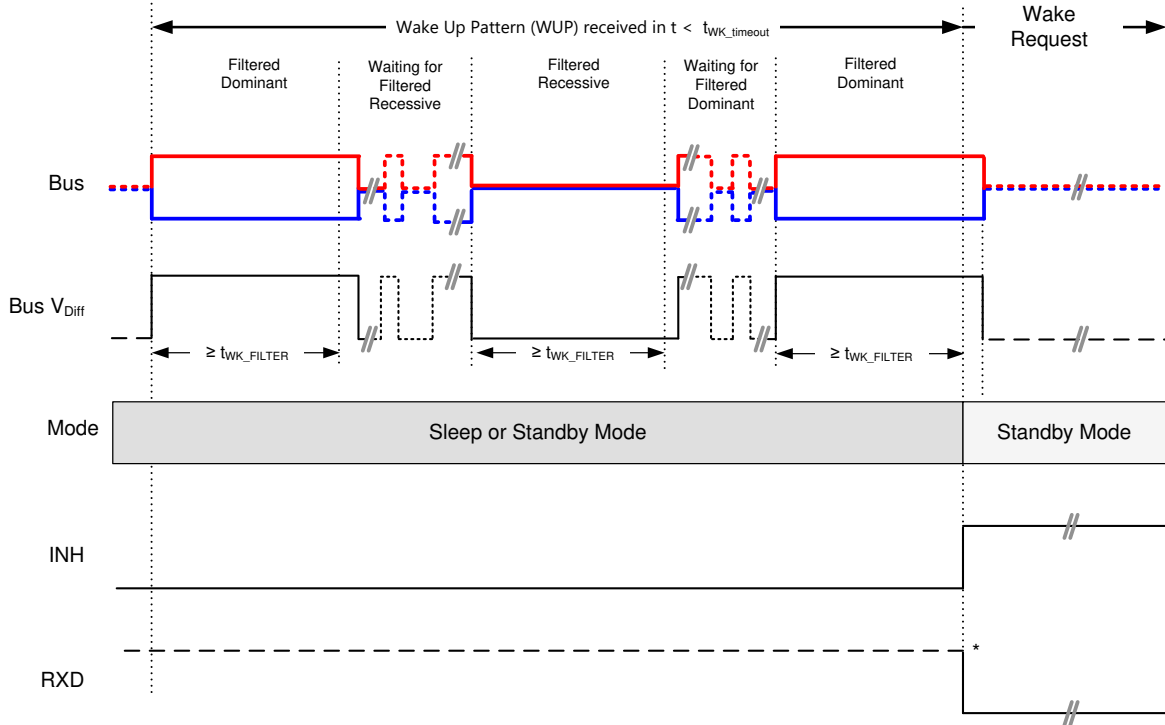 Wake Up Pattern (WUP) received in t < tWK_timeout
Wake
Request
Filtered
Dominant
Waiting for
Filtered
Recessive
Filtered
Recessive
Waiting for
Filtered
Dominant
Filtered
Dominant
Bus
Bus VDiff
≥ tWK_FILTER
≥ tWK_FILTER
≥ tWK_FILTER
Mode
Sleep or Standby Mode
Standby Mode
INH
*
RXD